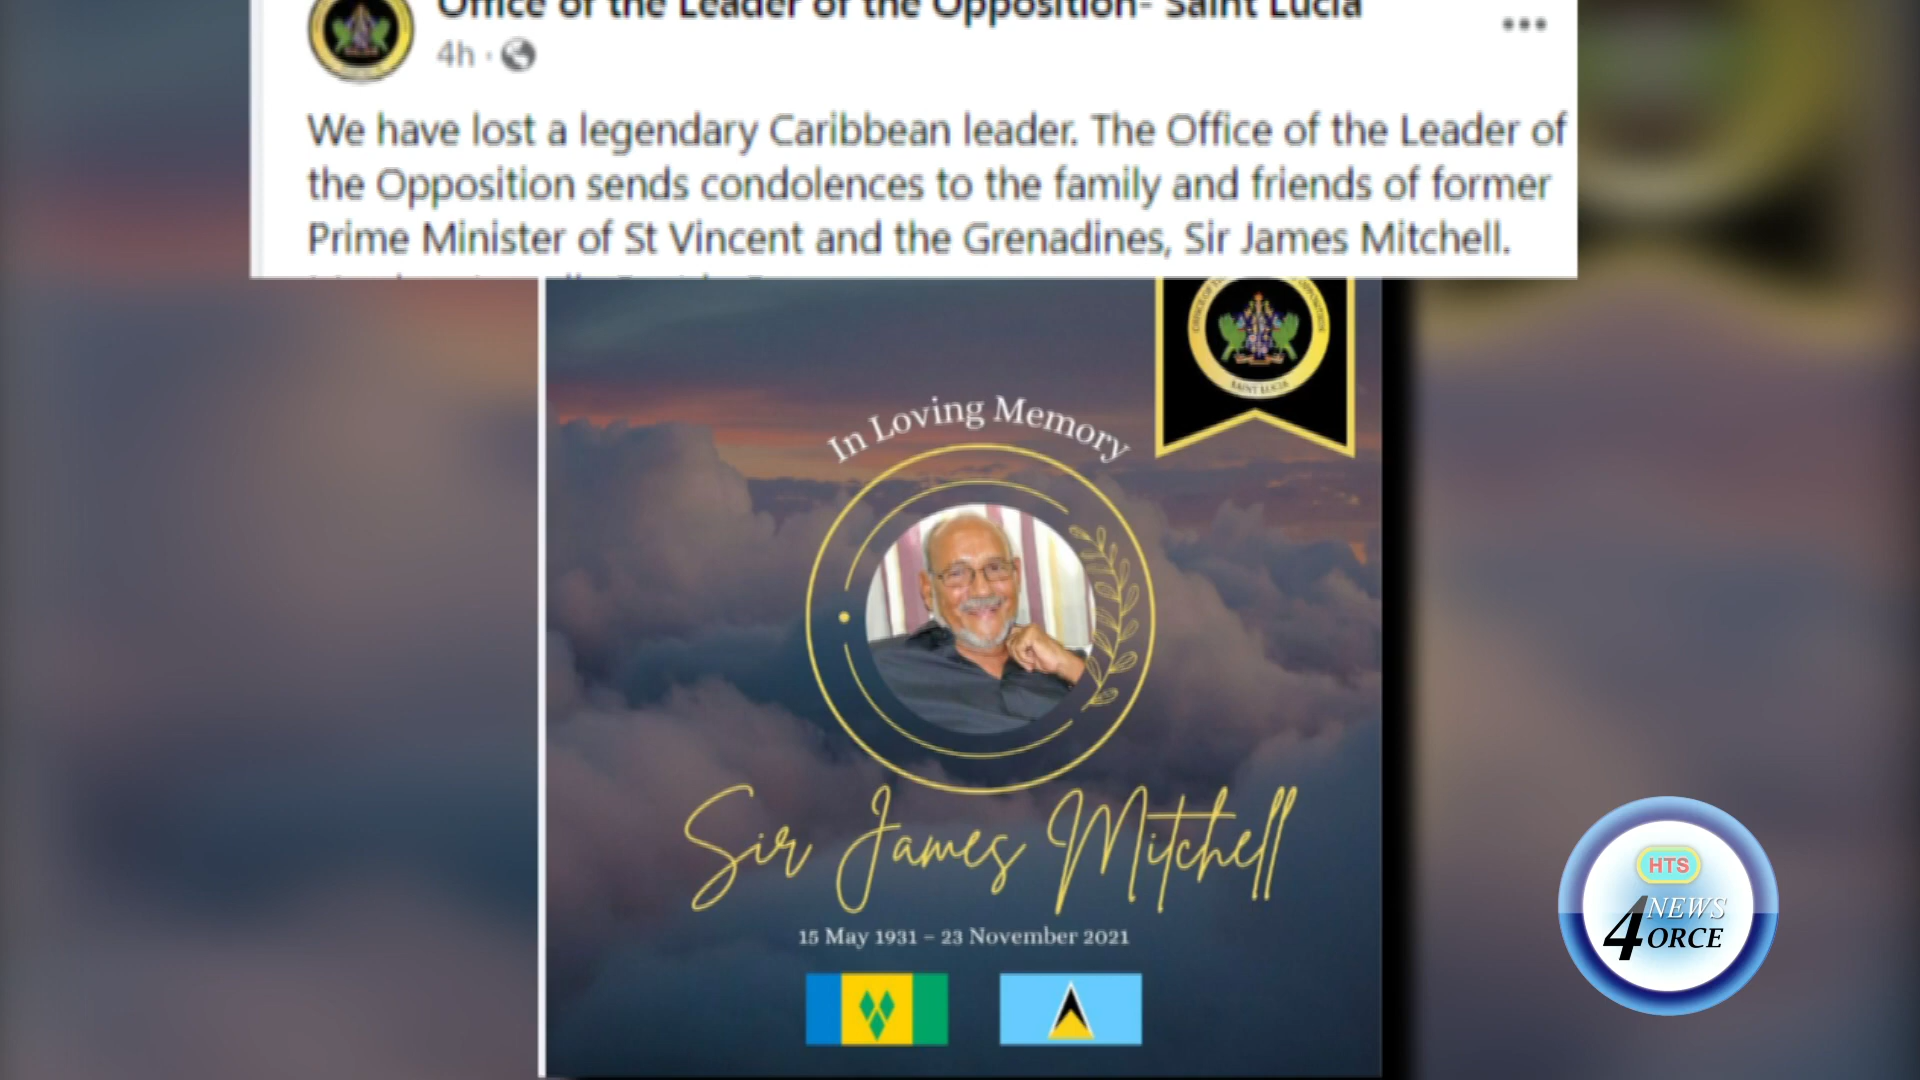 Office of the Leader of the Opposition- Saint Lucia
4h ·
We have lost a legendary Caribbean leader. The Office of the Leader of
the Opposition sends condolences to the family and friends of former
Prime Minister of St Vincent and the Grenadines, Sir James Mitchell.
OPPOSITION
SAINT LUCIA
In Loving Memory
Sir James Mitchell
15 May 1931 – 23 November 2021
HTS
NEWS
4ORCE